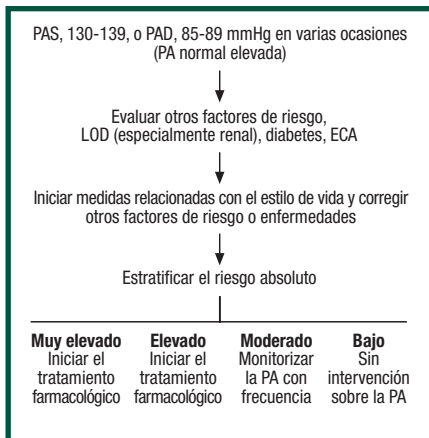 PAS, 130-139, o PAD, 85-89 mmHg en varias ocasiones
(PA normal elevada)
Evaluar otros factores de riesgo,
LOD (especialmente renal), diabetes, ECA
Iniciar medidas relacionadas con el estilo de vida y corregir
otros factores de riesgo o enfermedades
Estratificar el riesgo absoluto
Muy elevado
Iniciar el
tratamiento
farmacológico
Elevado
Iniciar el
tratamiento
farmacológico
Moderado
Monitorizar
la PA con
frecuencia
Bajo
Sin
intervención
sobre la PA